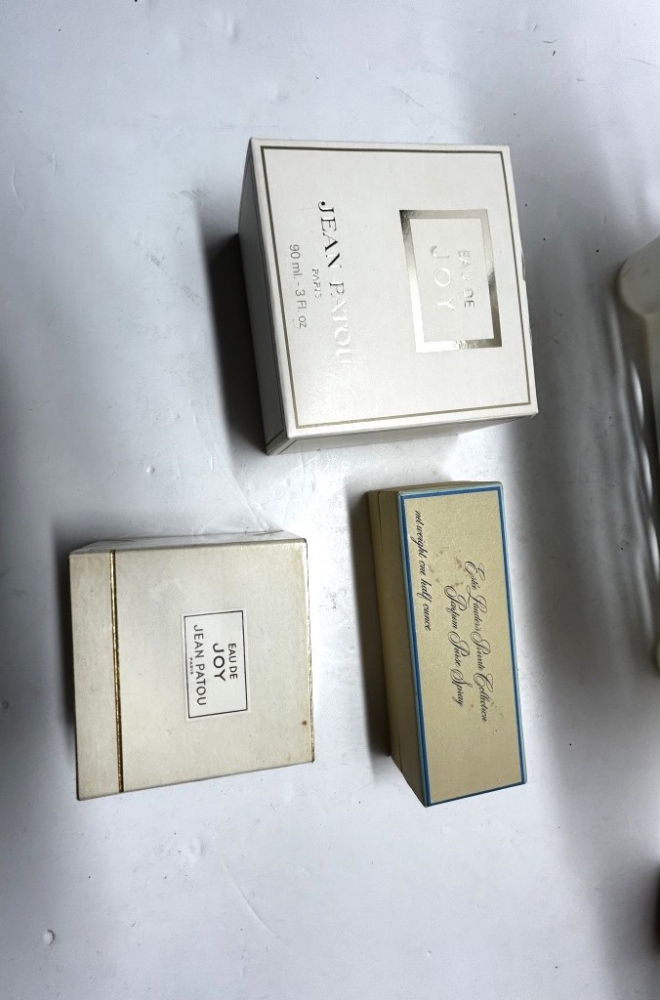 EAU DE
JOY
JEAN PATOU
PARIS
90 ml. - 3 Fl. oz
Estée Lauder's Private Collection
Parfum Purse Spray
net weight one half ounce
EAU DE
JOY
JEAN PATOU
PARIS